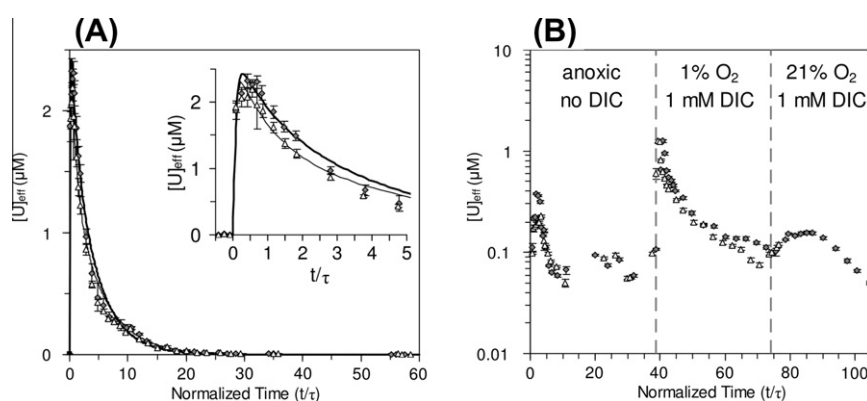 (A)
[U]eff (µM)
2
1
0
0 10 20 30 40 50 60
Normalized Time (t/τ)
[U]eff (µM)
2
1
0
0 1 2 3 4 5
t/τ
(B)
[U]eff (µM)
10
1
0.1
0.01
anoxic
no DIC
1% O2
1 mM DIC
21% O2
1 mM DIC
0 20 40 60 80 100
Normalized Time (t/τ)